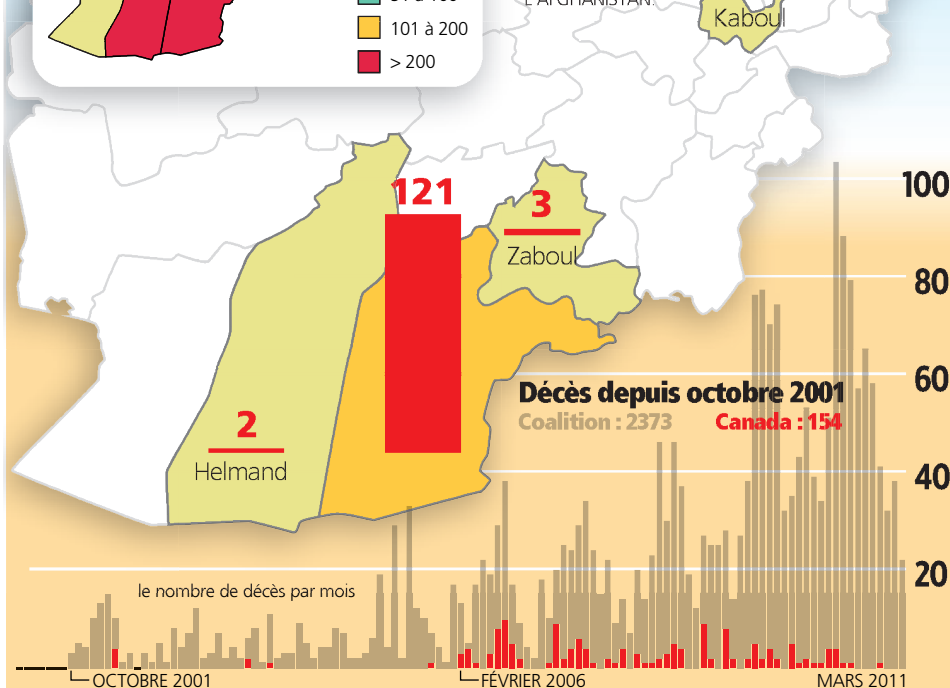 L'AFGHANISTAN.
Kaboul
101 à 200
> 200
121
3
Zaboul
2
Helmand
Décès depuis octobre 2001
Coalition : 2373 Canada : 154
100
80
60
40
20
le nombre de décès par mois
OCTOBRE 2001
FÉVRIER 2006
MARS 2011